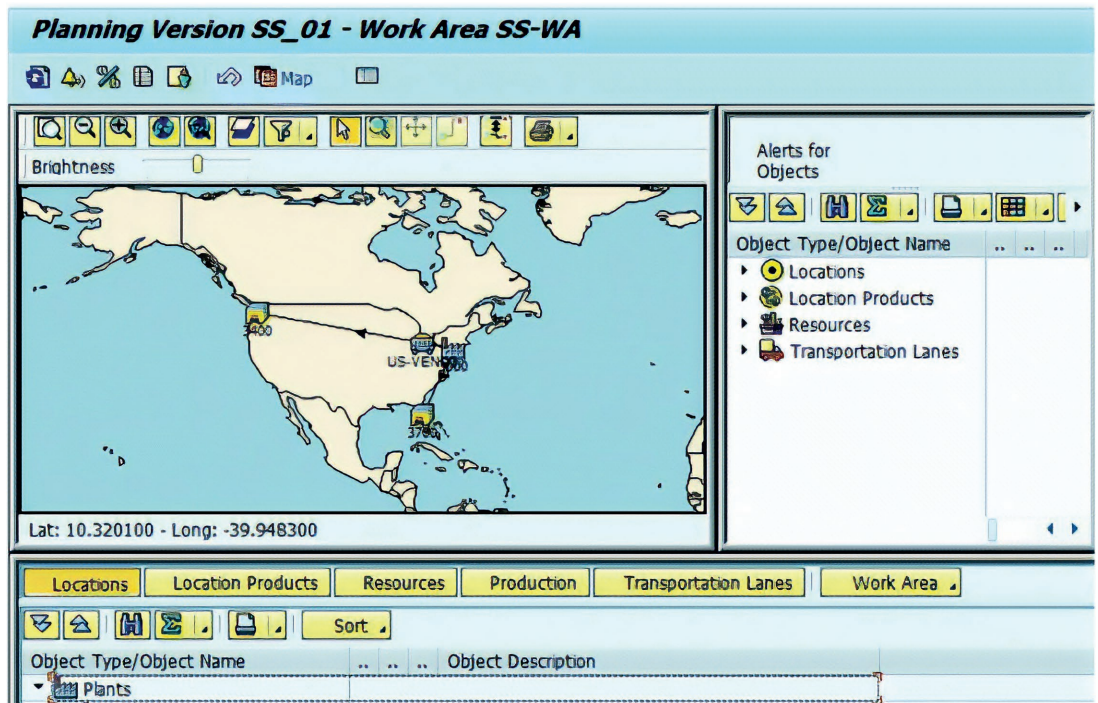 Planning Version SS_01 - Work Area SS-WA
Map
Brightness
3400
US-VEN
Lat: 10.320100 - Long: -39.948300
Alerts for
Objects
Object Type/Object Name .. .. ..
Locations
Location Products
Resources
Transportation Lanes
Locations Location Products Resources Production Transportation Lanes Work Area
Sort
Object Type/Object Name .. .. .. Object Description
Plants